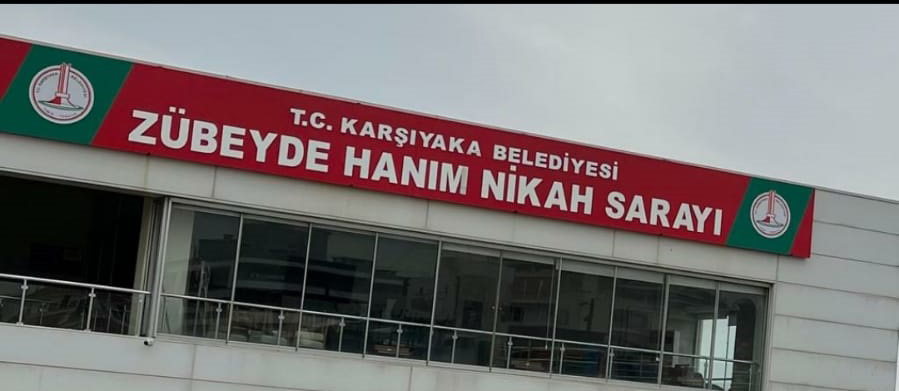 T.C. KARŞIYAKA BELEDİYESİ
ZÜBEYDE HANIM NİKAH SARAYI